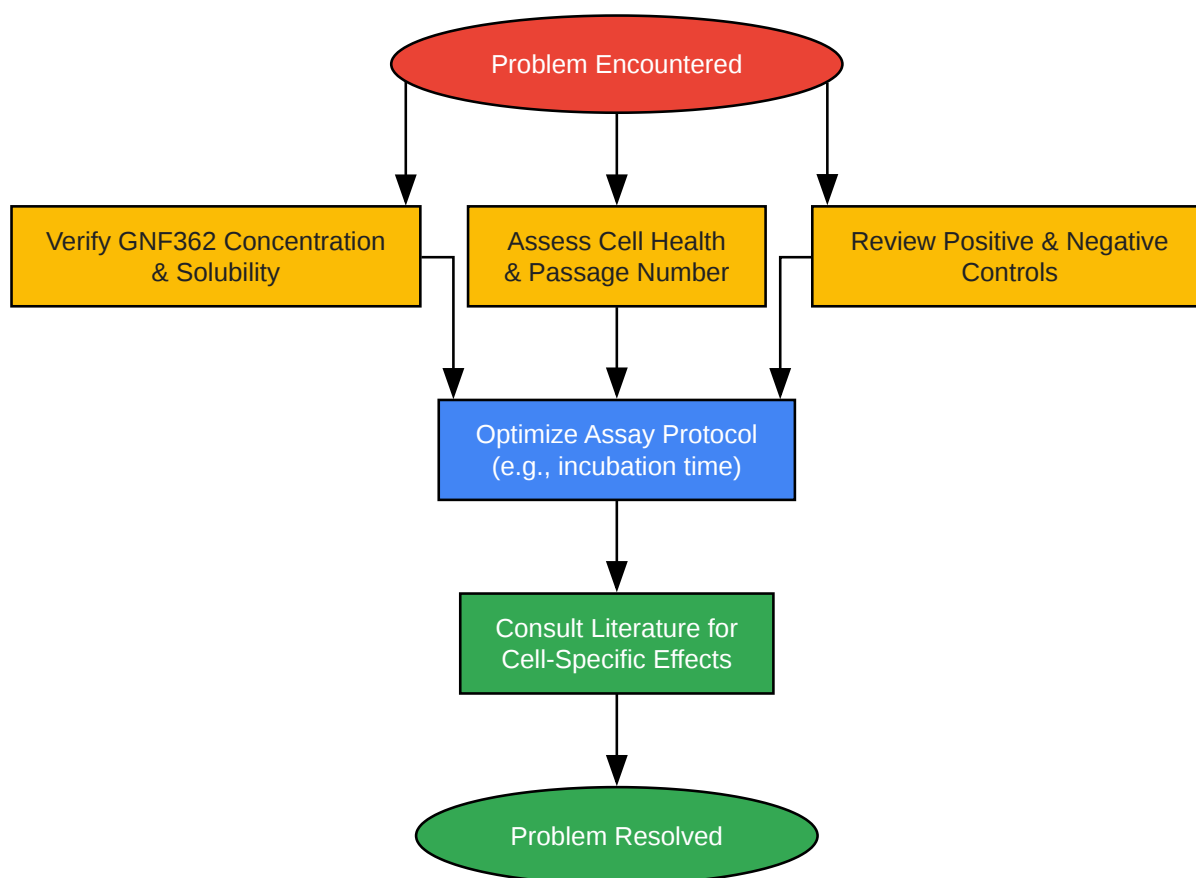 Problem Encountered
Verify GNF362 Concentration
& Solubility
Assess Cell Health
& Passage Number
Review Positive & Negative
Controls
Optimize Assay Protocol
(e.g., incubation time)
Consult Literature for
Cell-Specific Effects
Problem Resolved